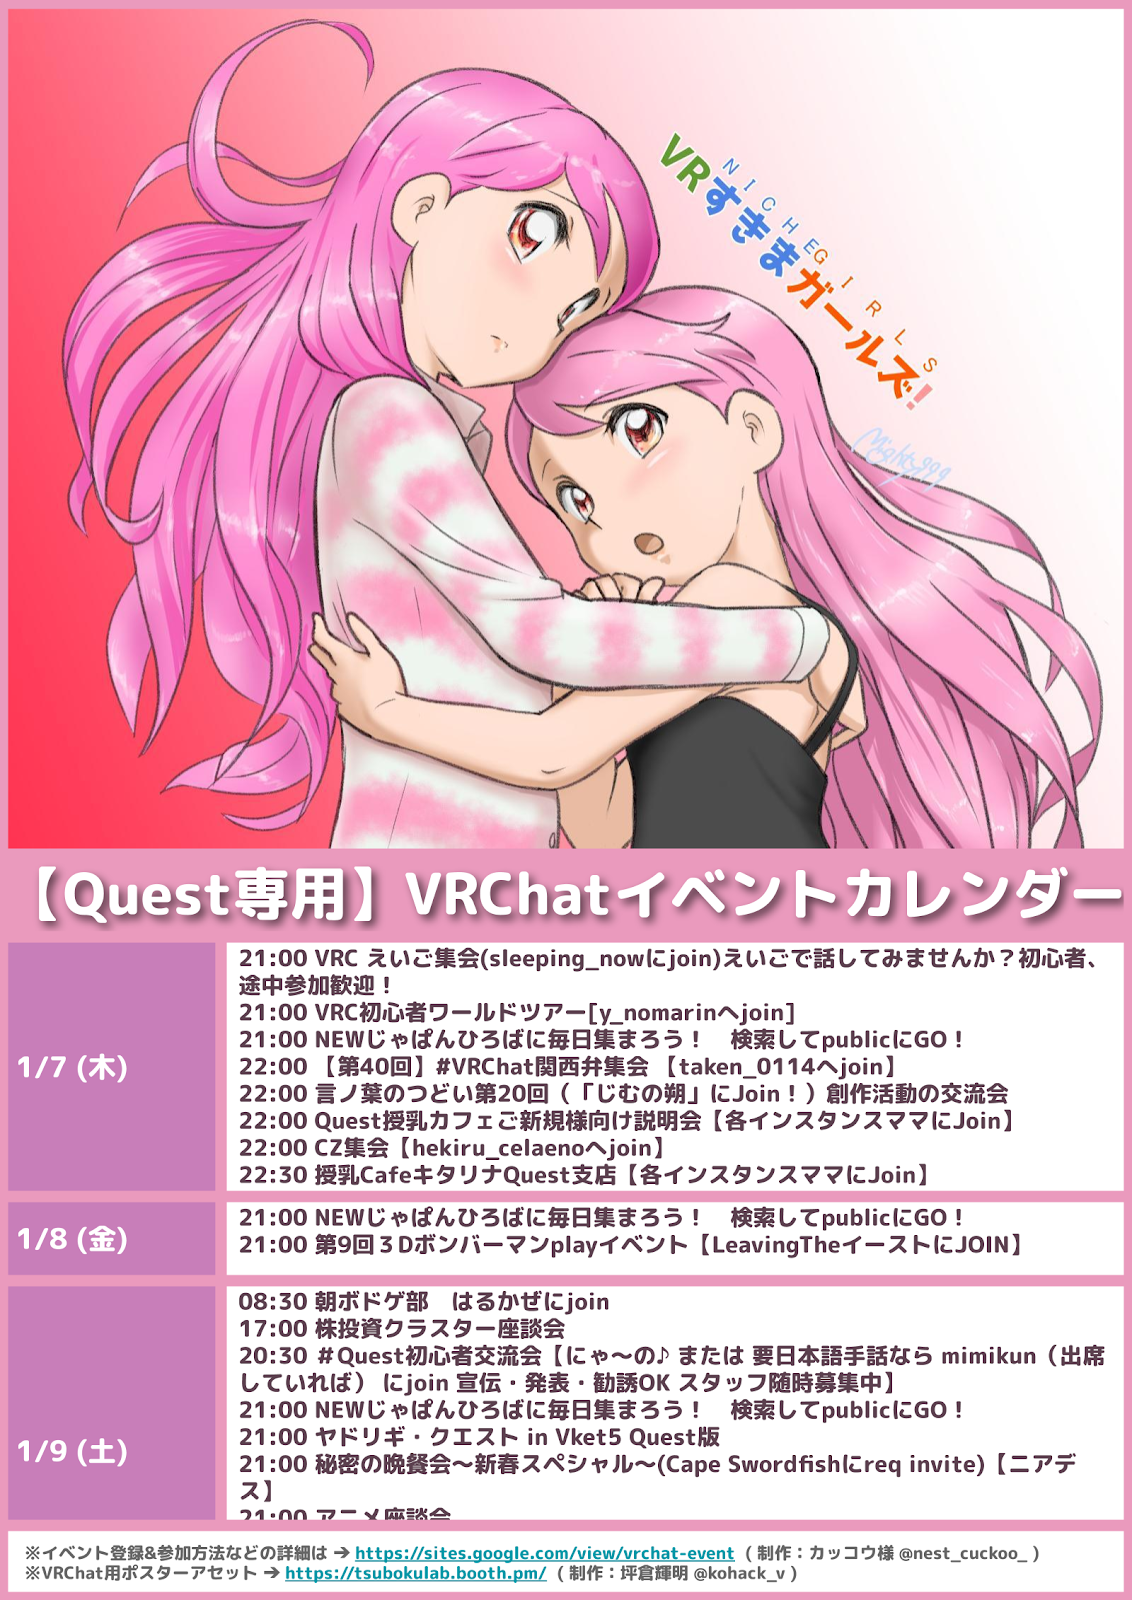 NICHE GIRLS
VRすきまガールズ!
Mighty999
【Quest専用】VRChatイベントカレンダー
1/7 (木)
21:00 VRC えいご集会(sleeping_nowにjoin)えいごで話してみませんか？初心者、
途中参加歓迎！
21:00 VRC初心者ワールドツアー[y_nomarinへjoin]
21:00 NEWじゃぱんひろばに毎日集まろう！　検索してpublicにGO！
22:00 【第40回】#VRChat関西弁集会 【taken_0114へjoin】
22:00 言ノ葉のつどい第20回（「じむの朔」にJoin！）創作活動の交流会
22:00 Quest授乳カフェご新規様向け説明会【各インスタンスママにJoin】
22:00 CZ集会【hekiru_celaenoへjoin】
22:30 授乳CafeキタリナQuest支店【各インスタンスママにJoin】
1/8 (金)
21:00 NEWじゃぱんひろばに毎日集まろう！　検索してpublicにGO！
21:00 第9回３Dボンバーマンplayイベント【LeavingTheイーストにJOIN】
1/9 (土)
08:30 朝ボドゲ部　はるかぜにjoin
17:00 株投資クラスター座談会
20:30 ＃Quest初心者交流会【にゃ～の♪ または 要日本語手話なら mimikun（出席
していれば） にjoin 宣伝・発表・勧誘OK スタッフ随時募集中】
21:00 NEWじゃぱんひろばに毎日集まろう！　検索してpublicにGO！
21:00 ヤドリギ・クエスト in Vket5 Quest版
21:00 秘密の晩餐会～新春スペシャル～(Cape Swordfishにreq invite)【ニアデ
ス】
21:00 アニメ座談会
※イベント登録&参加方法などの詳細は ➔ https://sites.google.com/view/vrchat-event （ 制作：カッコウ様 @nest_cuckoo_ ）
※VRChat用ポスターアセット ➔ https://tsubokulab.booth.pm/ （ 制作：坪倉輝明 @kohack_v ）